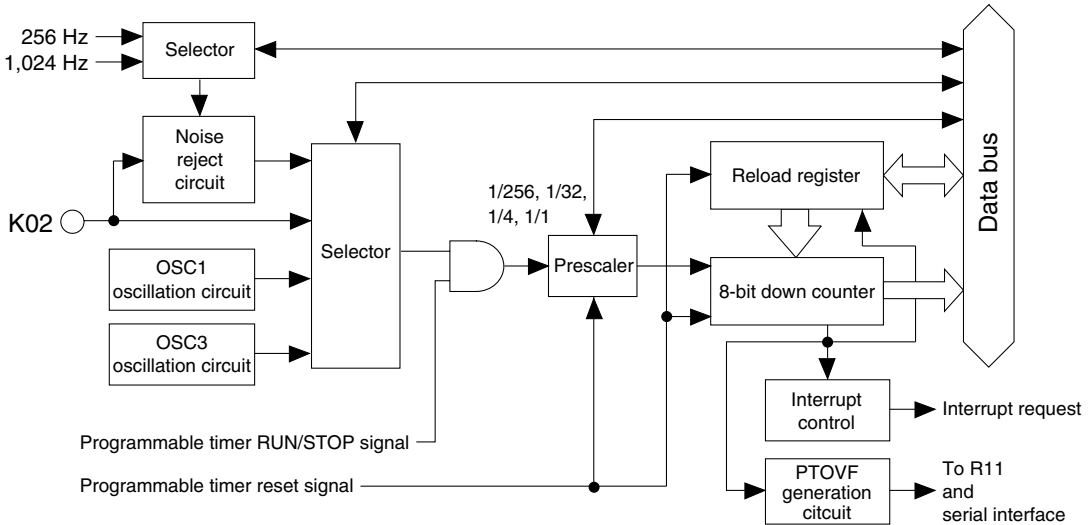 256 Hz
1,024 Hz
Selector
Noise
reject
circuit
K02
OSC1
oscillation circuit
OSC3
oscillation circuit
Selector
1/256, 1/32,
1/4, 1/1
Prescaler
Reload register
8-bit down counter
Data bus
Interrupt
control
Interrupt request
Programmable timer RUN/STOP signal
Programmable timer reset signal
PTOVF
generation
citcuit
To R11
and
serial interface